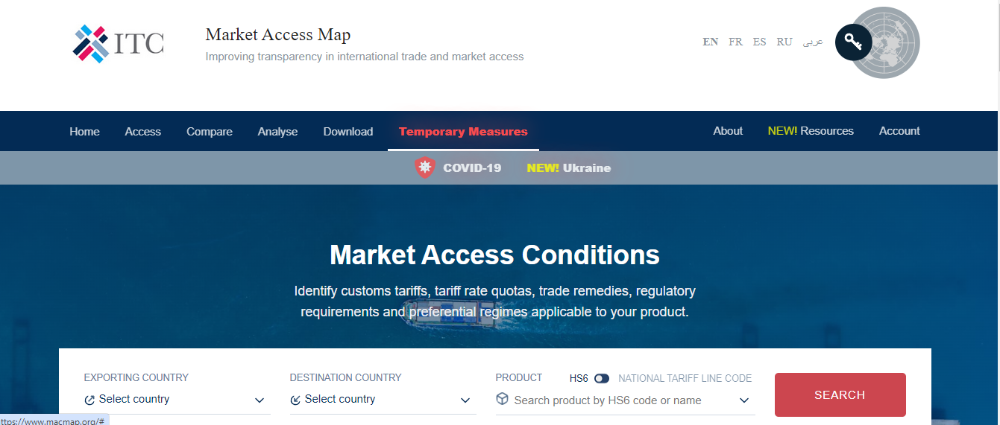 ITC
Market Access Map
Improving transparency in international trade and market access
EN FR ES RU عربي
Home Access Compare Analyse Download Temporary Measures About NEW! Resources Account
COVID-19 NEW! Ukraine
Market Access Conditions
Identify customs tariffs, tariff rate quotas, trade remedies, regulatory
requirements and preferential regimes applicable to your product.
EXPORTING COUNTRY DESTINATION COUNTRY PRODUCT HS6 NATIONAL TARIFF LINE CODE
Select country Select country Search product by HS6 code or name SEARCH
ttps://www.macmap.org/#